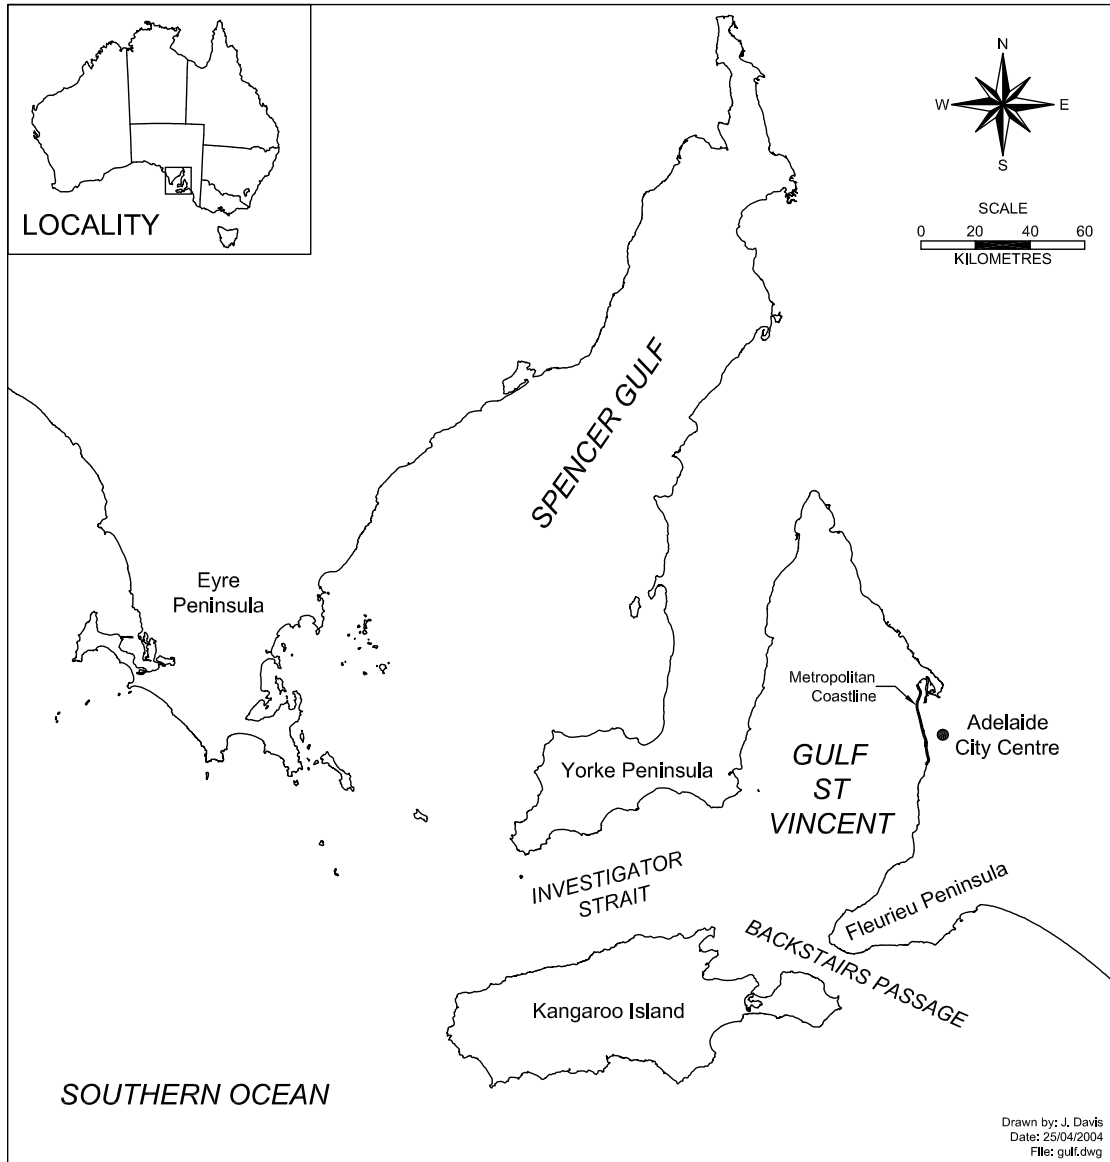 LOCALITY
N
W
E
S
SCALE
0 20 40 60
KILOMETRES
SPENCER GULF
Eyre
Peninsula
Metropolitan
Coastline
Adelaide
City Centre
Yorke Peninsula
GULF
ST
VINCENT
INVESTIGATOR
STRAIT
Fleurieu Peninsula
BACKSTAIRS PASSAGE
Kangaroo Island
SOUTHERN OCEAN
Drawn by: J. Davis
Date: 25/04/2004
File: gulf.dwg